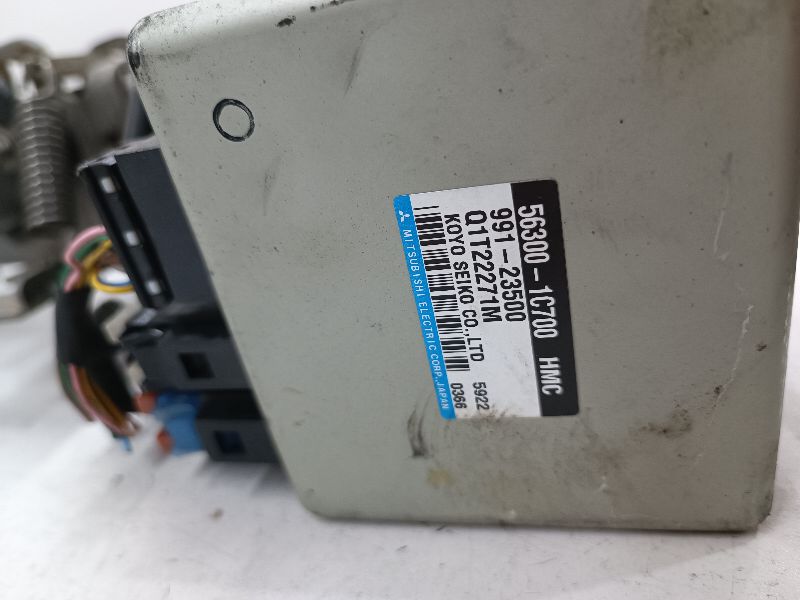 56300-1C700 HMC
991-23500
Q1T22271M 5922
KOYO SEIKO CO.,LTD 0366
MITSUBISHI ELECTRIC CORP.JAPAN